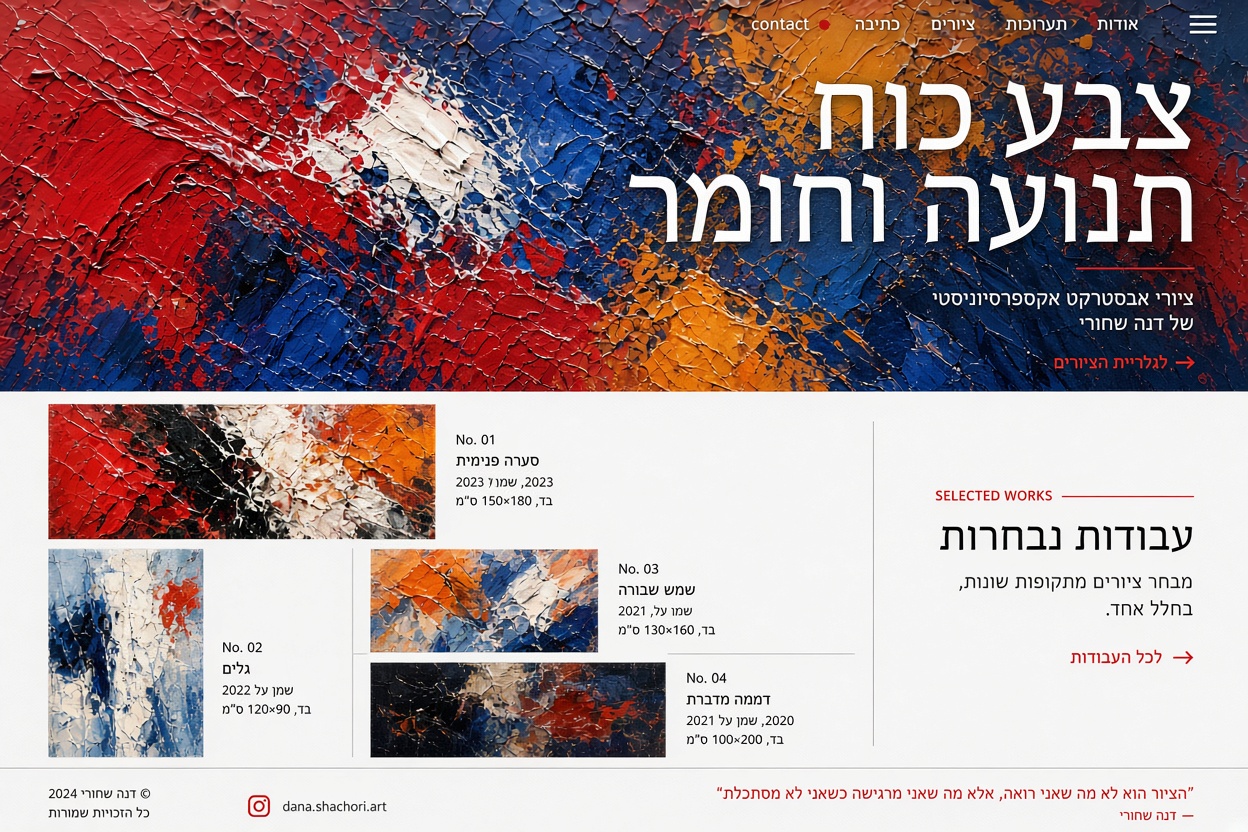 אודות
תערוכות
ציורים
כתיבה
contact
צבע כוח
תנועה וחומר
ציורי אבסטרקט אקספרסיוניסטי
של דנה שחורי
לגלריית הציורים →
No. 01
סערה פנימית
2023, שמן ז 2023
בד, 180×150 ס"מ
No. 02
גלים
שמן על 2022
בד, 90×120 ס"מ
No. 03
שמש שבורה
שמו על, 2021
בד, 160×130 ס"מ
No. 04
דממה מדברת
2020, שמן על 2021
בד, 200×100 ס"מ
SELECTED WORKS
עבודות נבחרות
מבחר ציורים מתקופות שונות,
בחלל אחד.
לכל העבודות →
"הציור הוא לא מה שאני רואה, אלא מה שאני מרגישה כשאני לא מסתכלת"
— דנה שחורי
dana.shachori.art
© דנה שחורי 2024
כל הזכויות שמורות